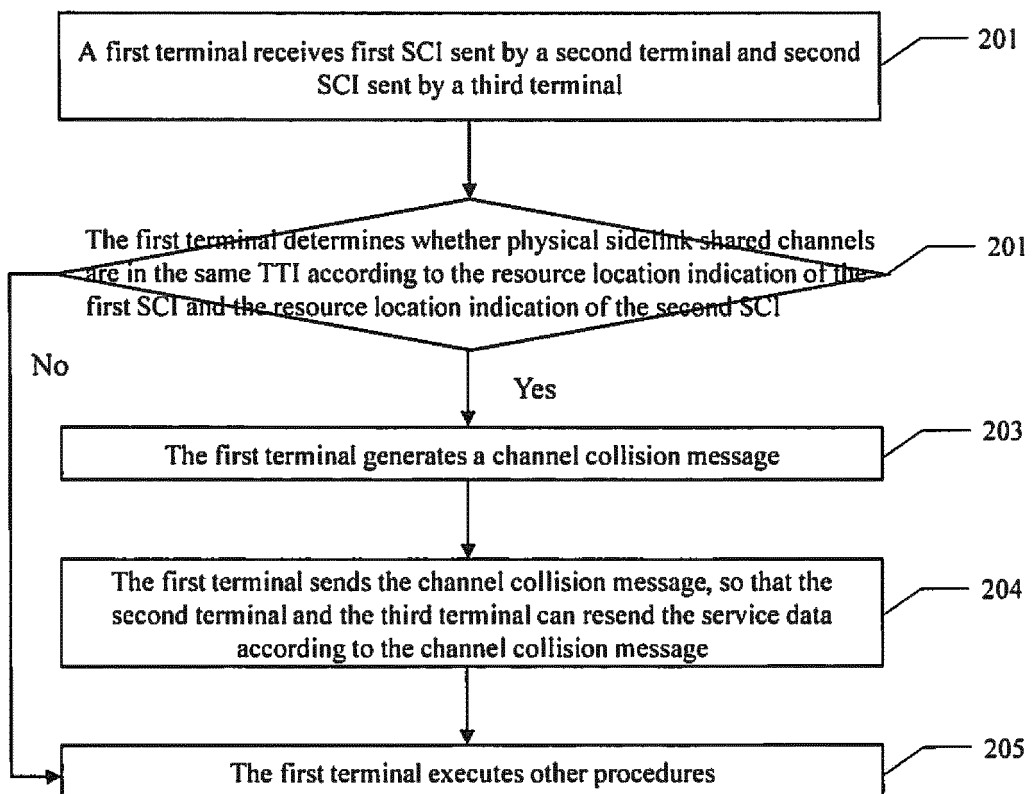 A first terminal receives first SCI sent by a second terminal and second
SCI sent by a third terminal
201
The first terminal determines whether physical sidelink shared channels
are in the same TTI according to the resource location indication of the
first SCI and the resource location indication of the second SCI
201
No
Yes
The first terminal generates a channel collision message
203
The first terminal sends the channel collision message, so that the
second terminal and the third terminal can resend the service data
according to the channel collision message
204
The first terminal executes other procedures
205